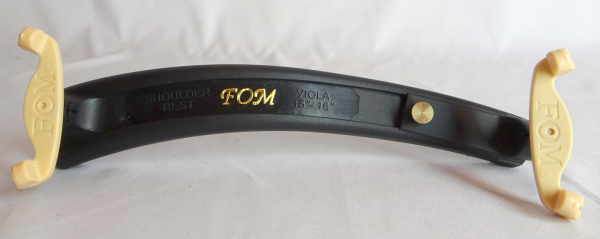 FOM
SHOULDER
REST
FOM
VIOLA
15"-16"
FOM